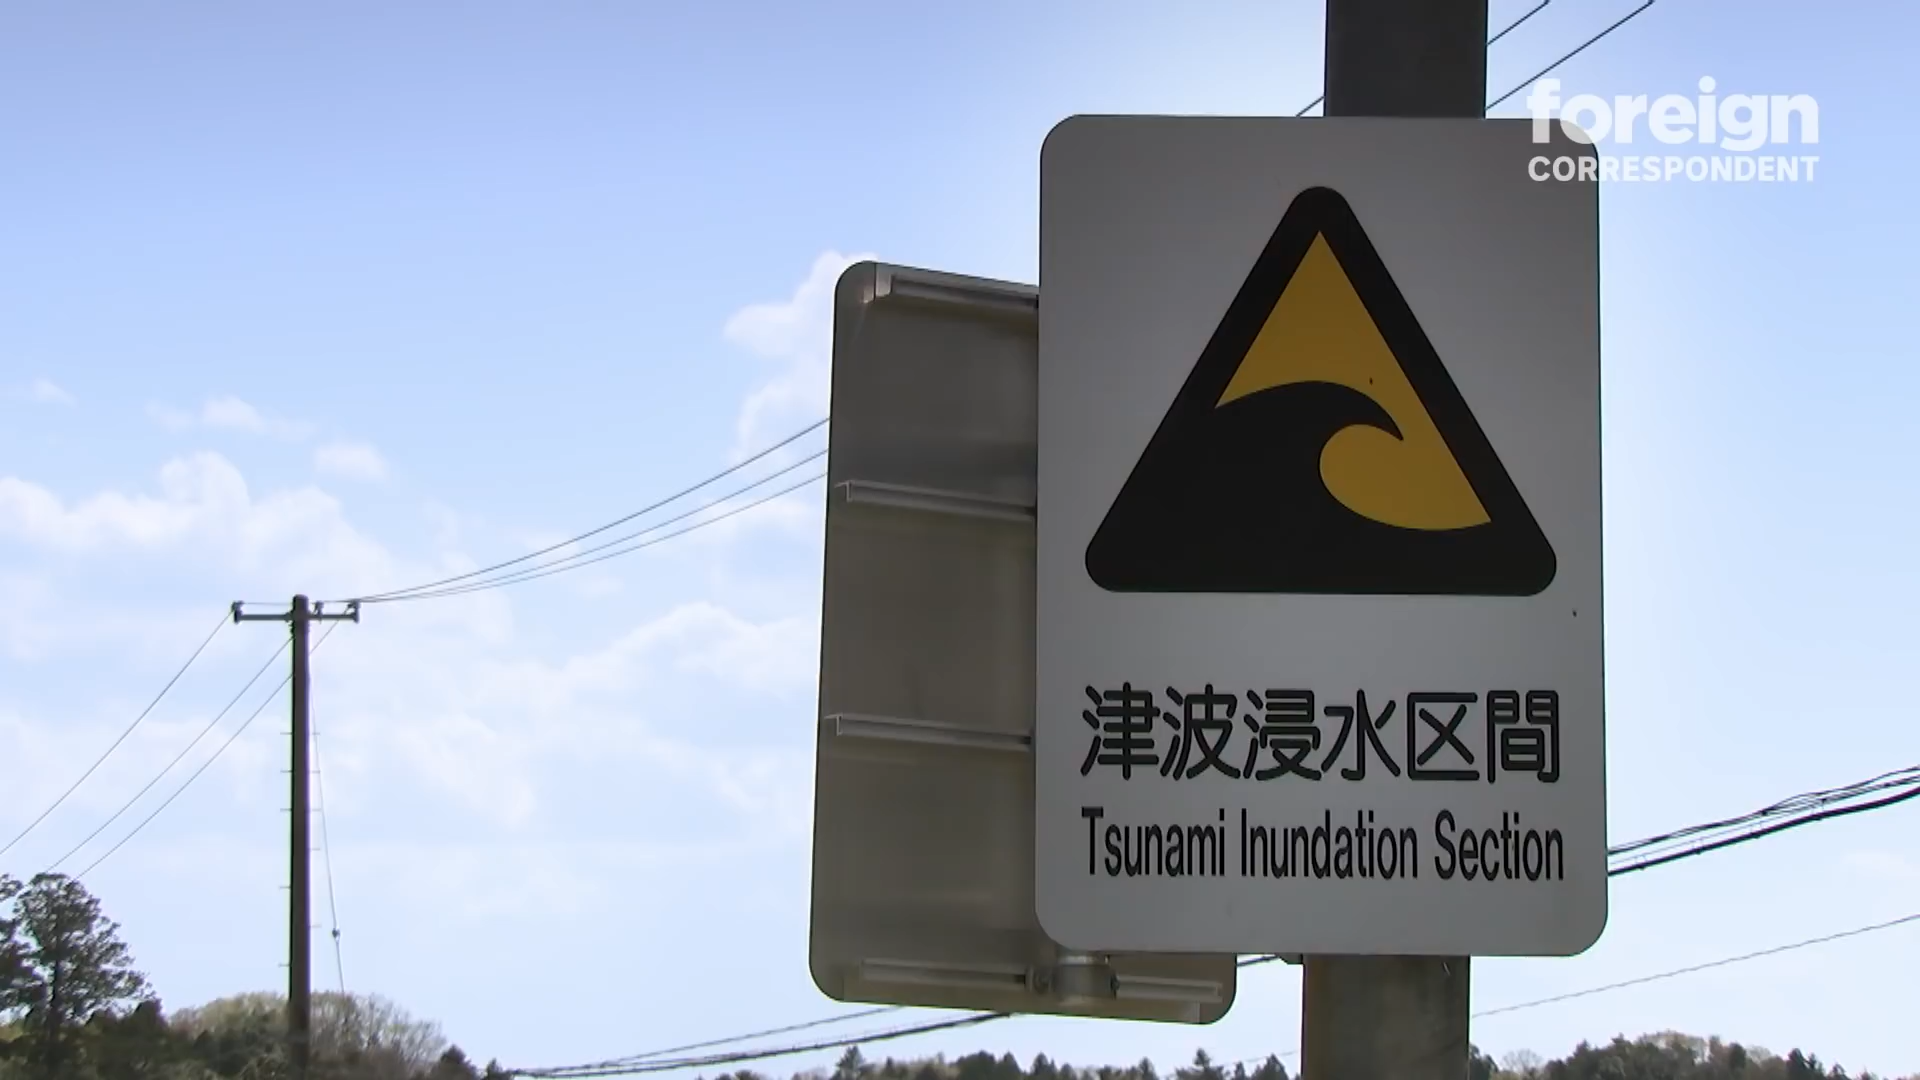 foreign
CORRESPONDENT
津波浸水区間
Tsunami Inundation Section